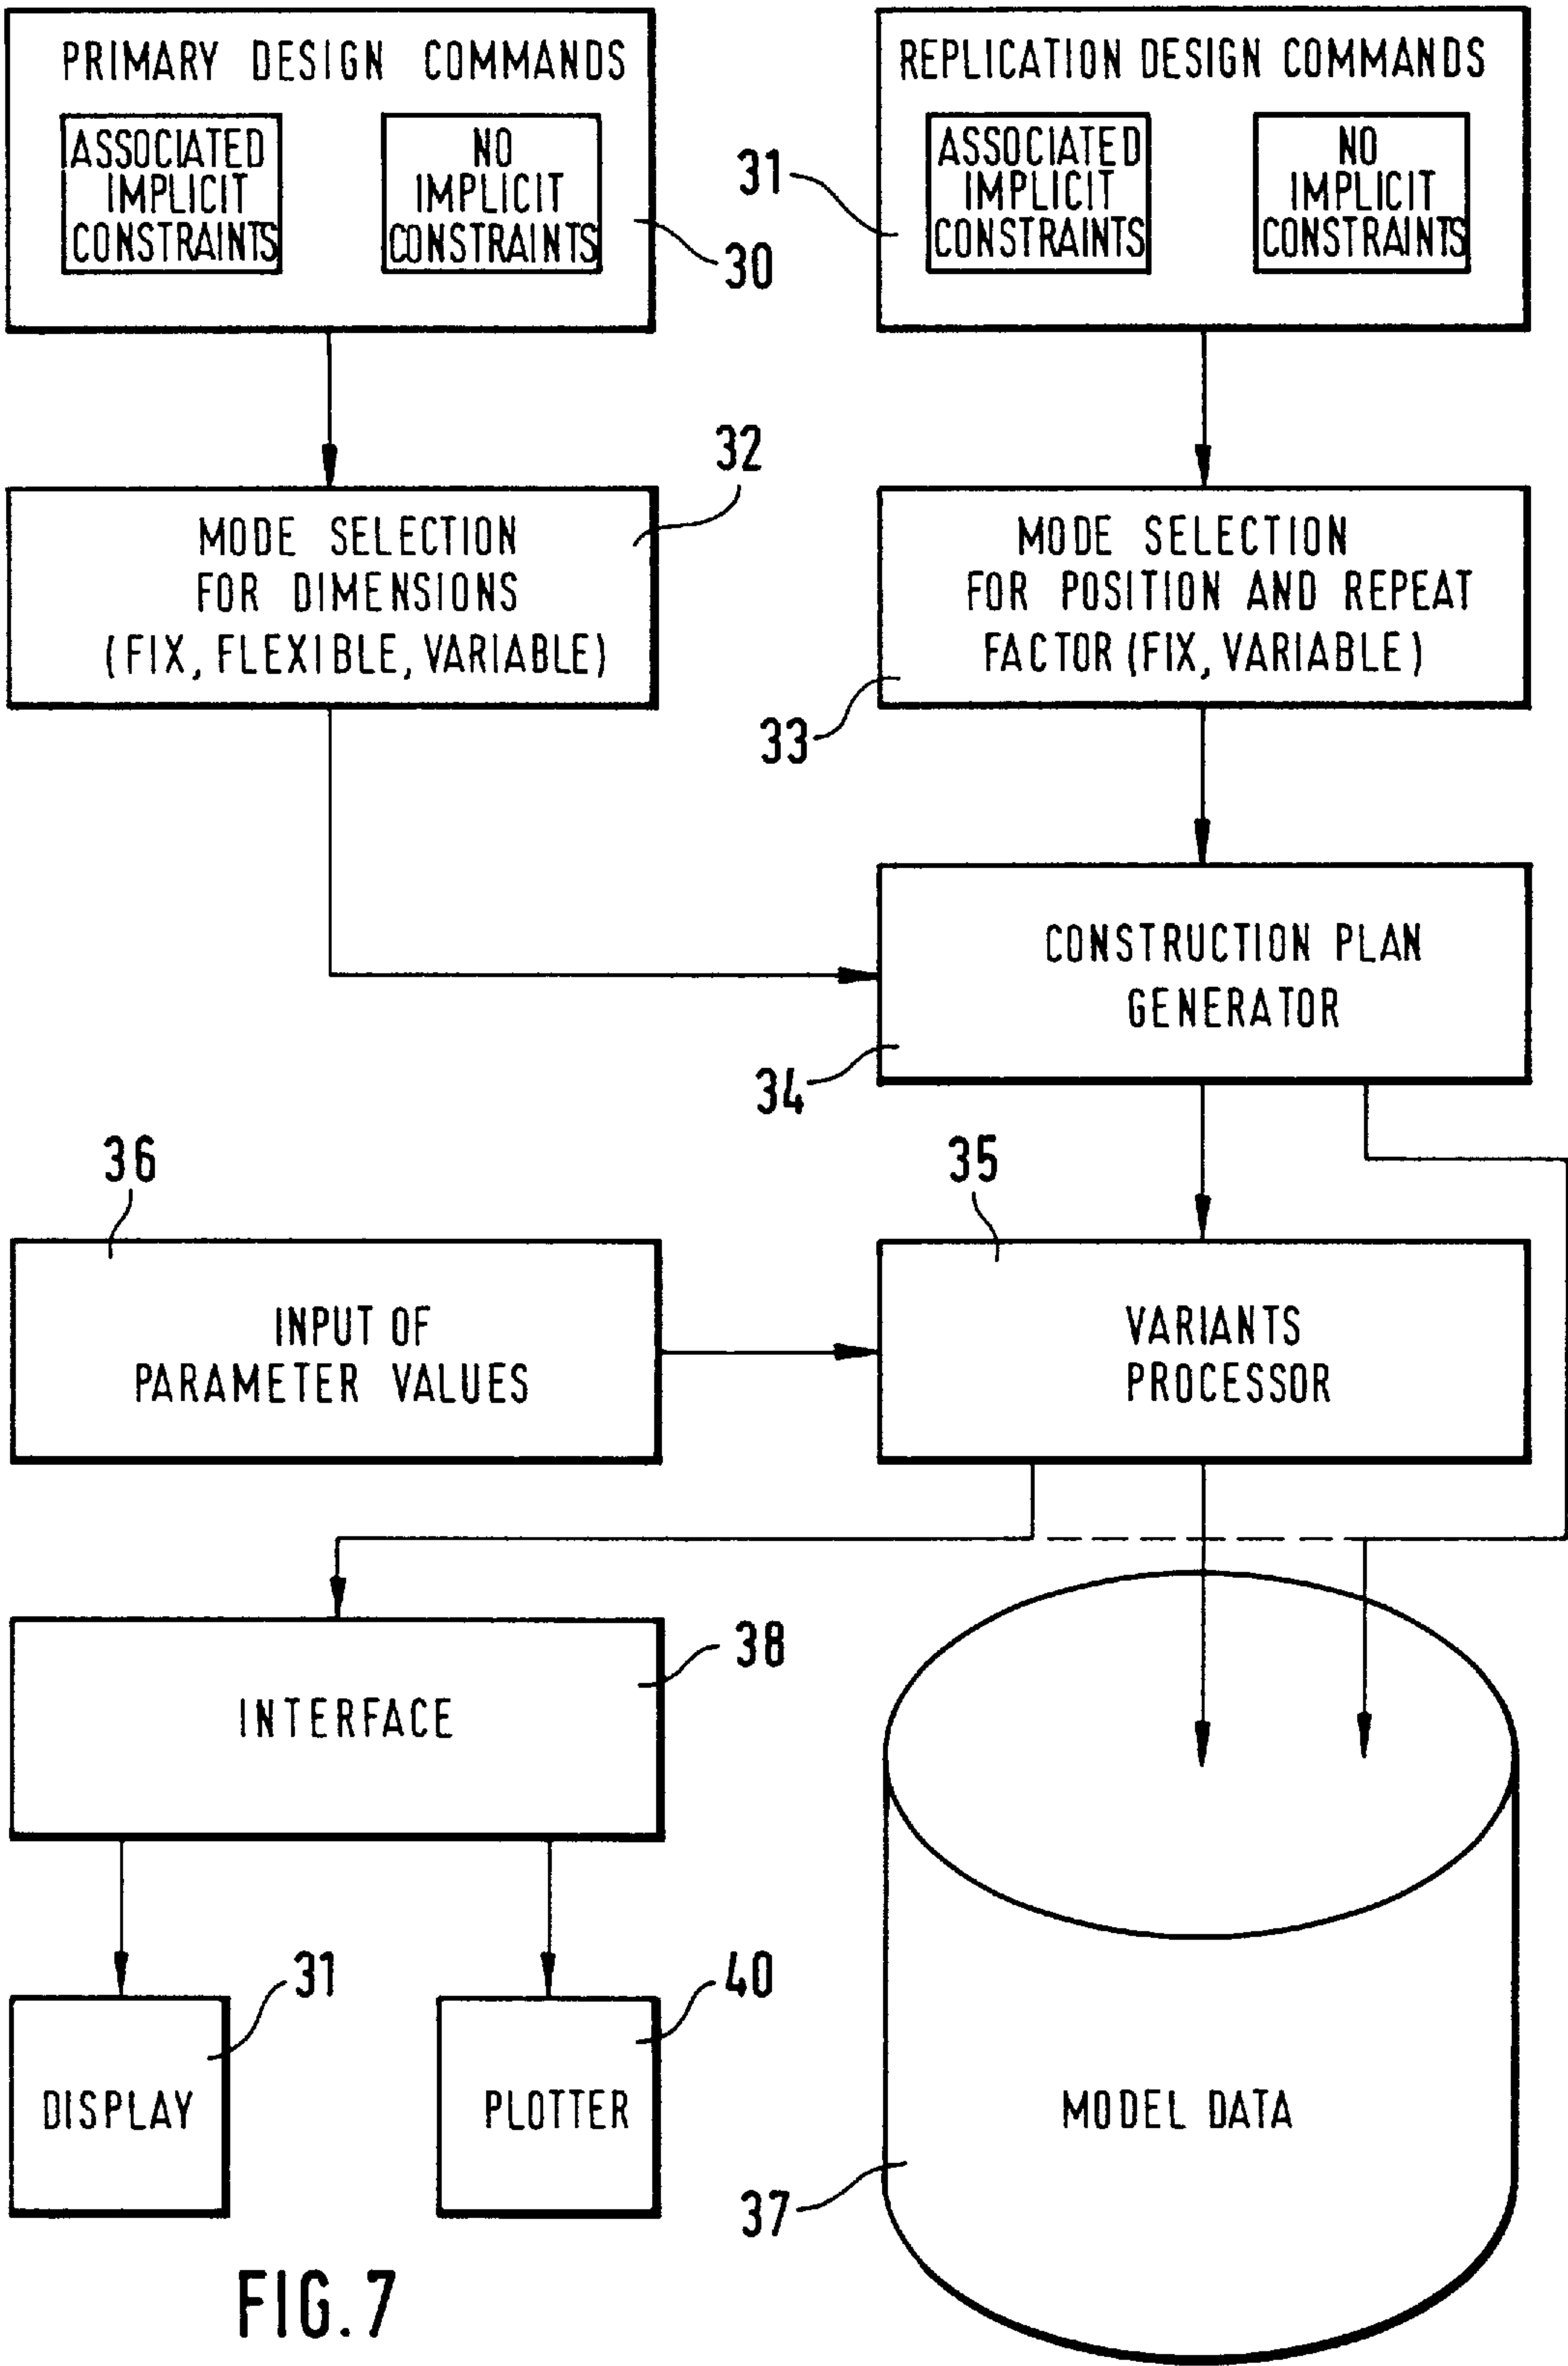 PRIMARY DESIGN COMMANDS
ASSOCIATED
IMPLICIT
CONSTRAINTS
NO
IMPLICIT
CONSTRAINTS
30
REPLICATION DESIGN COMMANDS
ASSOCIATED
IMPLICIT
CONSTRAINTS
NO
IMPLICIT
CONSTRAINTS
31
32
MODE SELECTION
FOR DIMENSIONS
(FIX, FLEXIBLE, VARIABLE)
MODE SELECTION
FOR POSITION AND REPEAT
FACTOR (FIX, VARIABLE)
33
CONSTRUCTION PLAN
GENERATOR
34
36
INPUT OF
PARAMETER VALUES
35
VARIANTS
PROCESSOR
38
INTERFACE
31
DISPLAY
40
PLOTTER
MODEL DATA
37
FIG. 7